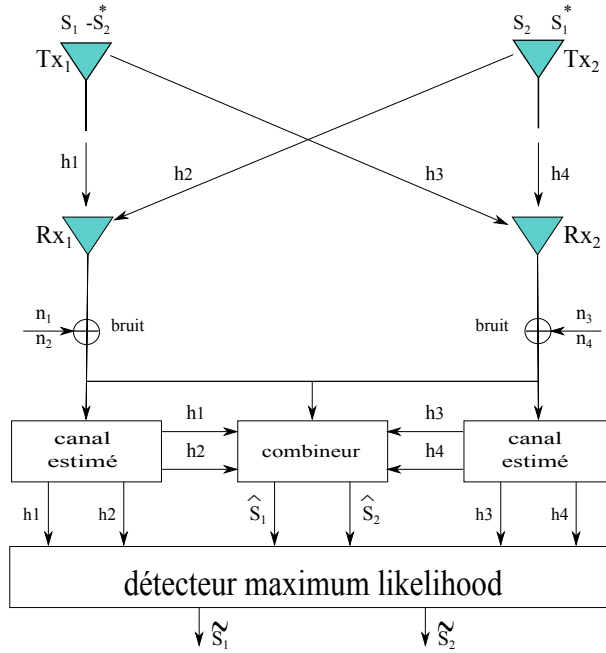 S₁ -S₂* S₂ S₁*
Tx₁ Tx₂
h1 h2 h3 h4
Rx₁ Rx₂
n₁ bruit bruit n₃
n₂ n₄
canal estimé h1 h2 combineur h3 h4 canal estimé
h1 h2 Ŝ₁ Ŝ₂ h3 h4
détecteur maximum likelihood
S̃₁ S̃₂